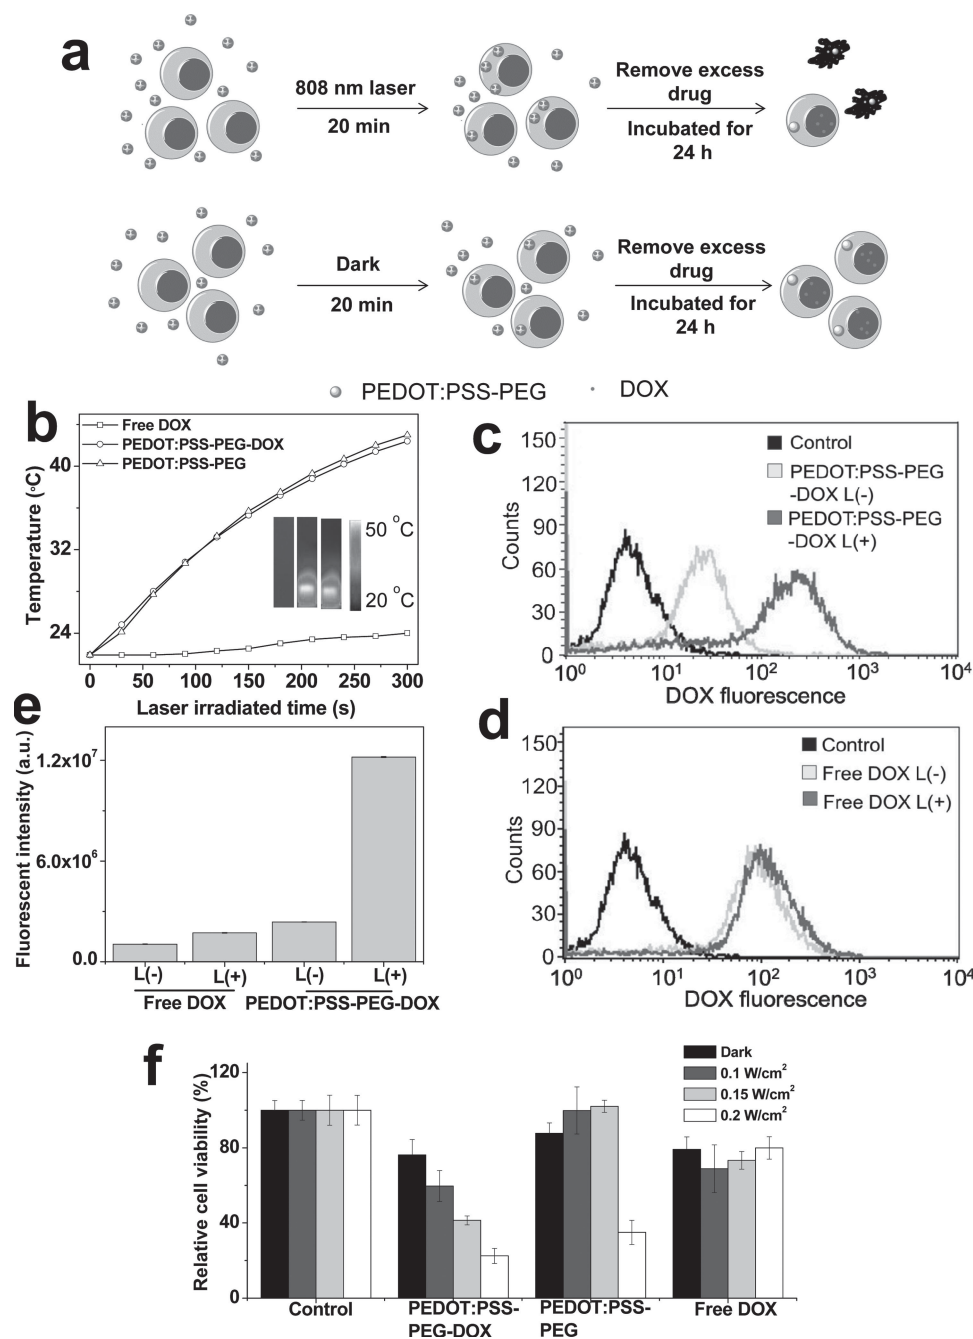 a
808 nm laser
20 min
Remove excess
drug
Incubated for
24 h
Dark
20 min
Remove excess
drug
Incubated for
24 h
PEDOT:PSS-PEG
DOX
b
Free DOX
PEDOT:PSS-PEG-DOX
PEDOT:PSS-PEG
Temperature (°C)
40
32
24
50 °C
20 °C
0 50 100 150 200 250 300
Laser irradiated time (s)
c
Counts
150
120
90
60
30
0
Control
PEDOT:PSS-PEG
-DOX L(-)
PEDOT:PSS-PEG
-DOX L(+)
10⁰ 10¹ 10² 10³ 10⁴
DOX fluorescence
e
Fluorescent intensity (a.u.)
1.2x10⁷
6.0x10⁶
0.0
L(-) L(+) L(-) L(+)
Free DOX PEDOT:PSS-PEG-DOX
d
Counts
150
120
90
60
30
0
Control
Free DOX L(-)
Free DOX L(+)
10⁰ 10¹ 10² 10³ 10⁴
DOX fluorescence
f
Relative cell viability (%)
120
80
40
0
Dark
0.1 W/cm²
0.15 W/cm²
0.2 W/cm²
Control
PEDOT:PSS-
PEG-DOX
PEDOT:PSS-
PEG
Free DOX